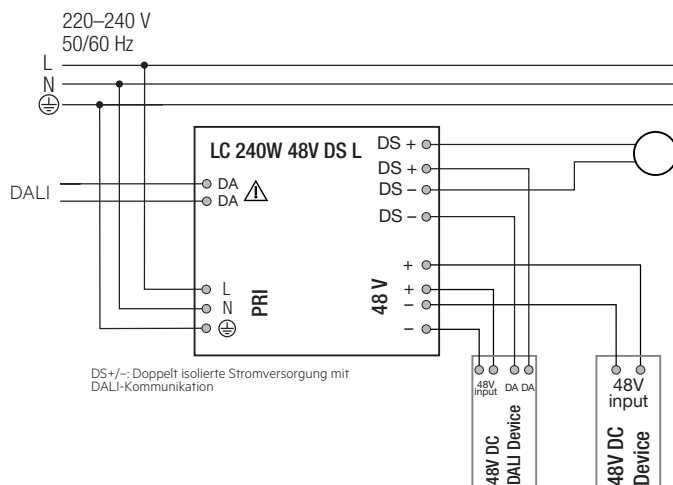 220–240 V
50/60 Hz
L
N
LC 240W 48V DS L
DS +
DS +
DS –
DS –
DALI
DA
DA
L
N
PRI
48 V
+
+
–
–
DS+/–: Doppelt isolierte Stromversorgung mit
DALI-Kommunikation
48V
input
DA DA
48V DC
DALI Device
48V
input
48V DC
Device